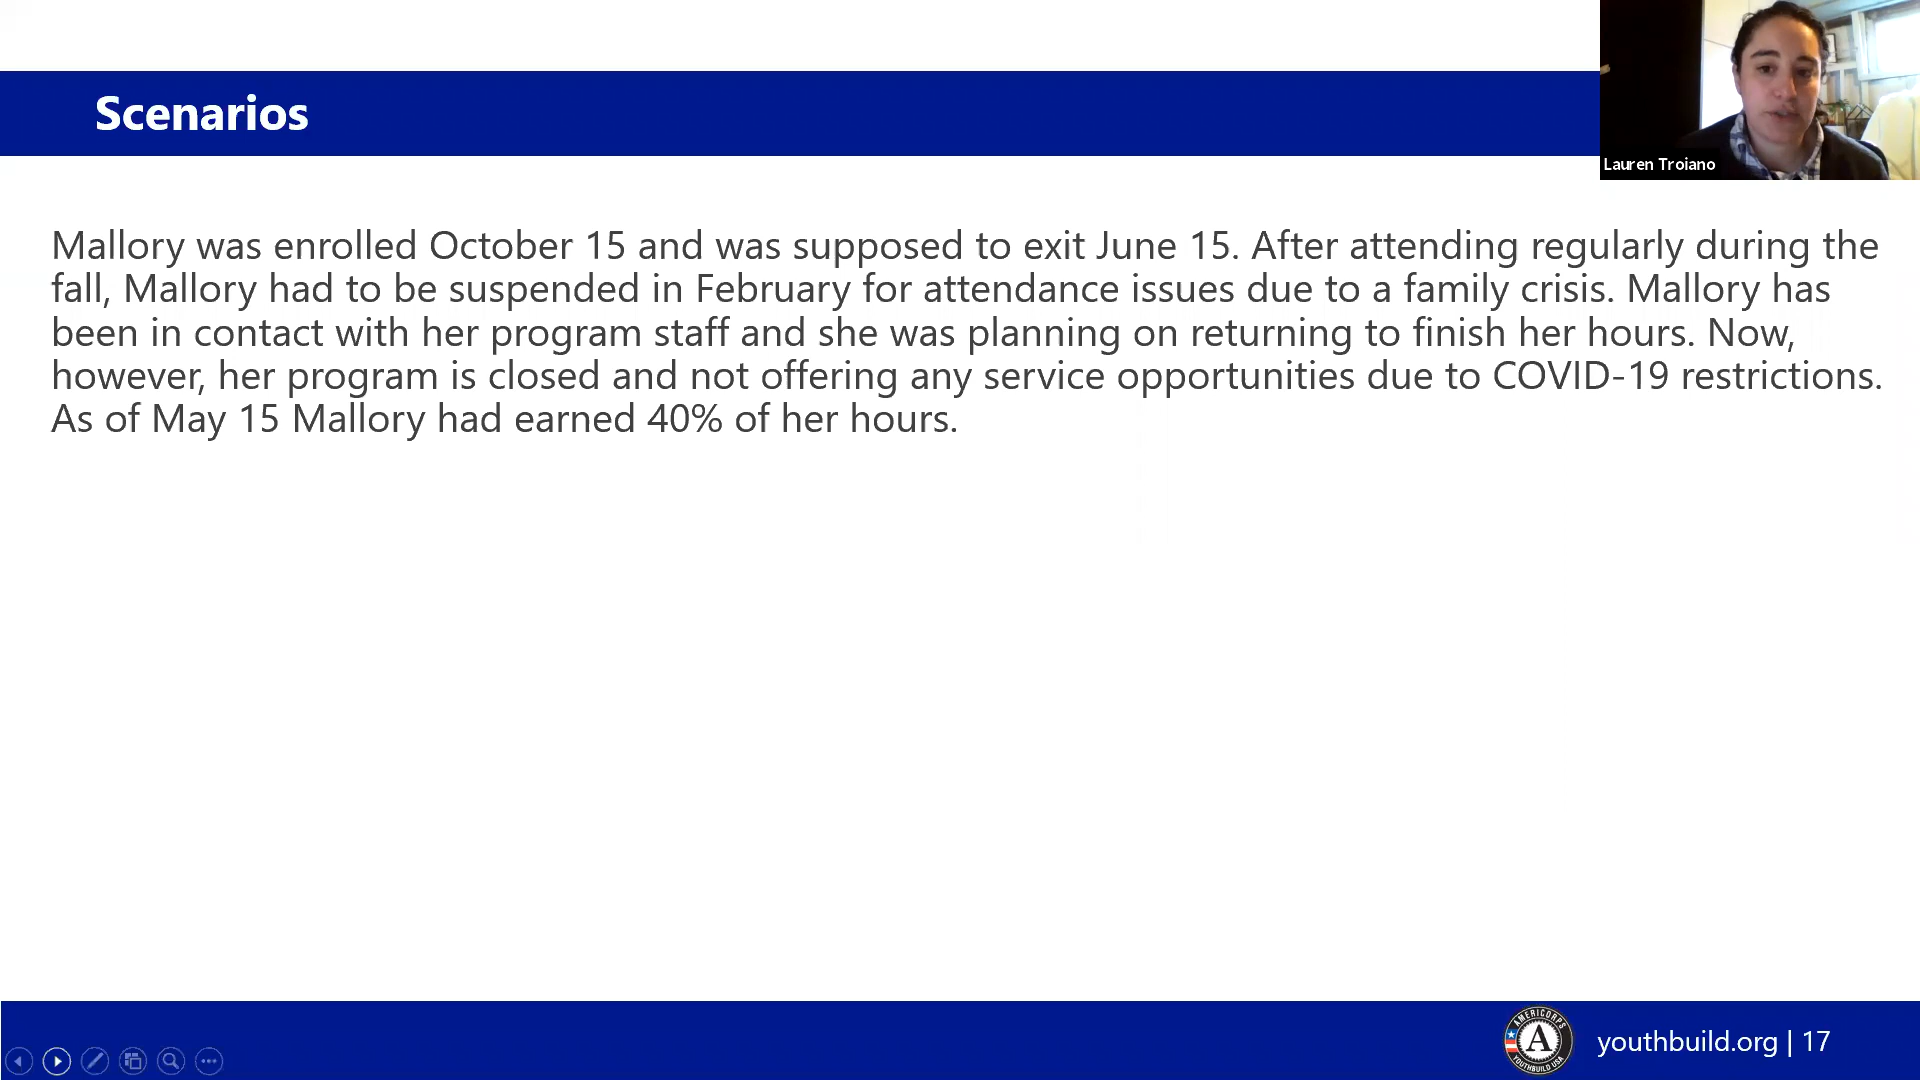 Scenarios
Lauren Troiano
Mallory was enrolled October 15 and was supposed to exit June 15. After attending regularly during the
fall, Mallory had to be suspended in February for attendance issues due to a family crisis. Mallory has
been in contact with her program staff and she was planning on returning to finish her hours. Now,
however, her program is closed and not offering any service opportunities due to COVID-19 restrictions.
As of May 15 Mallory had earned 40% of her hours.
AMERICORPS
A
YOUTHBUILD USA
youthbuild.org | 17